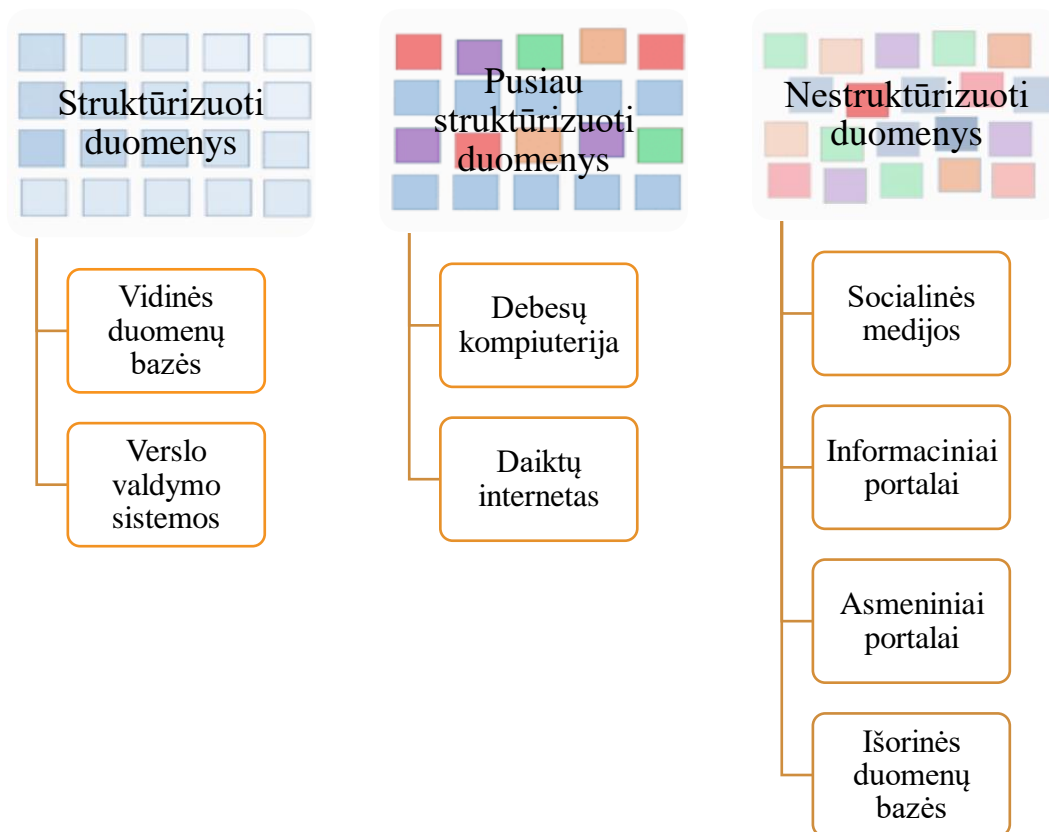 Struktūrizuoti
duomenys
Vidinės
duomenų
bazės
Verslo
valdymo
sistemos
Pusiau
struktūrizuoti
duomenys
Debesų
kompiuterija
Daiktų
internetas
Nestruktūrizuoti
duomenys
Socialinės
medijos
Informaciniai
portalai
Asmeniniai
portalai
Išorinės
duomenų
bazės